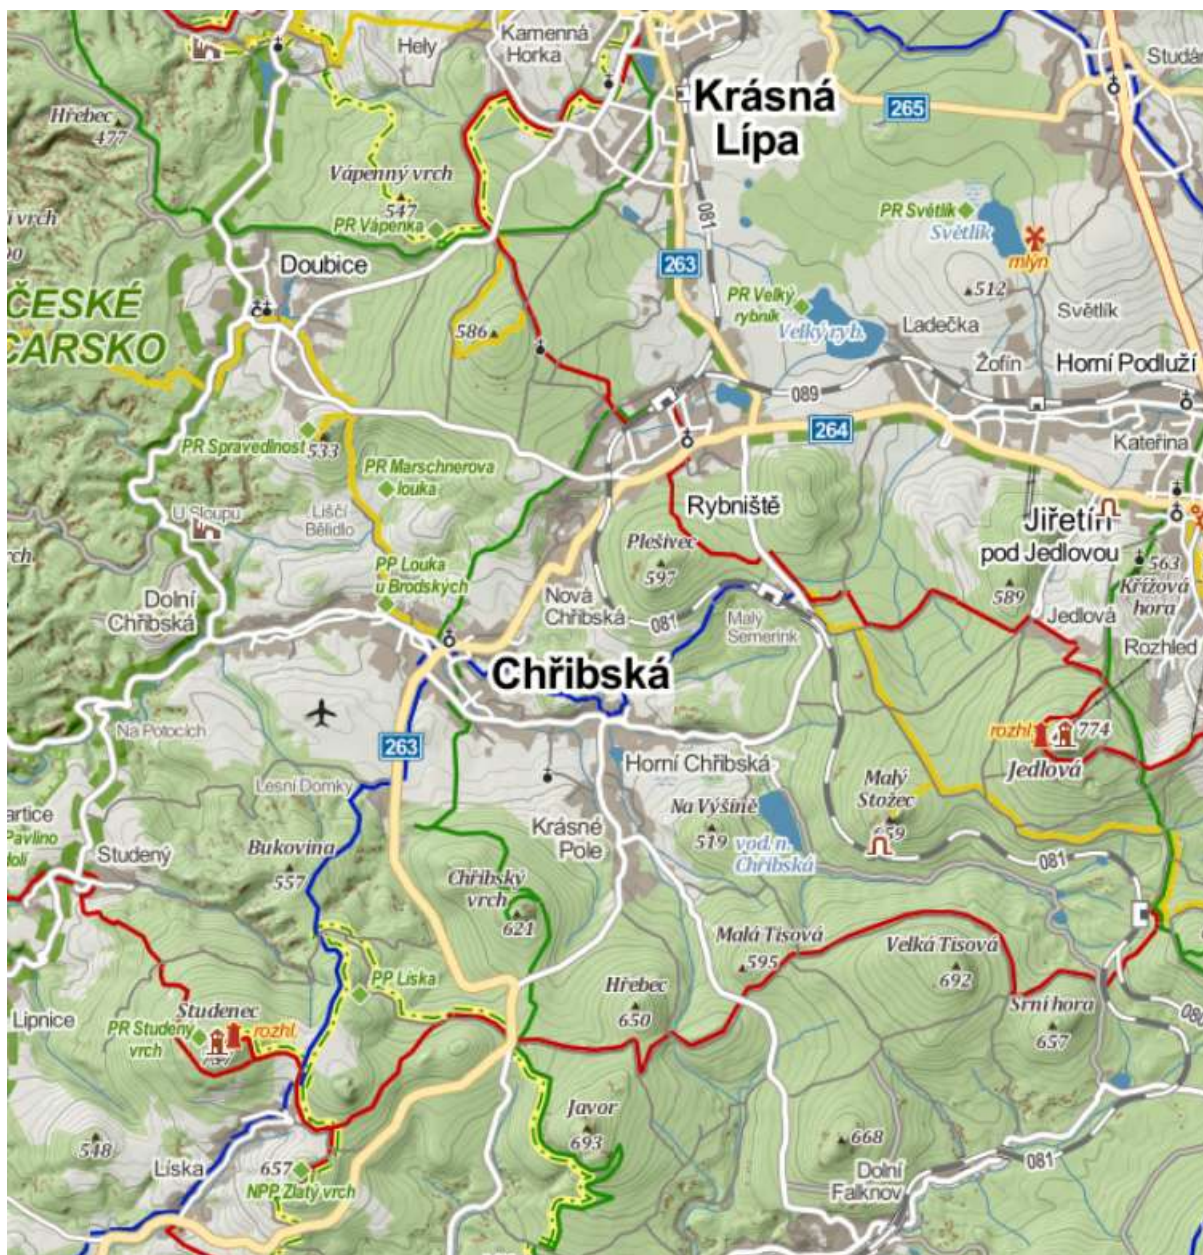 Hely
Kamenná
Horka
Krásná
Lípa
265
Hřebec
477
Vápenný vrch
547
PR Vápenka
081
PR Světlík
Světlík
mlýn
512
Světlík
Doubice
263
PR Velký
rybník
Velký ryb.
Ladečka
Žofín
Horní Podluží
ČESKÉ
586
089
264
Kateřina
PR Spravedlnost
533
PR Marschnerova
louka
U Sloupu
Líščí
Bělidlo
Rybniště
Plešivec
597
Jiřetín
pod Jedlovou
563
Křížová
hora
589
PP Louka
u Brodských
Dolní
Chřibská
Nová
Chřibská
081
Malý
Semerink
Jedlová
Rozhled
Chřibská
Na Potocích
263
rozhl.
774
Jedlová
Horní Chřibská
Lesní Domky
Malý
Stožec
659
Na Výšině
519
vod. n.
Chřibská
Krásné
Pole
Studený
Bukovina
557
Chřibský
vrch
621
081
Malá Tisová
595
Velká Tisová
692
PP Líska
Hřebec
650
Srní hora
657
Lipnice
Studenec
PR Studený
vrch
rozhl.
Javor
693
548
Líska
657
NPP Zlatý vrch
668
Dolní
Falknov
081